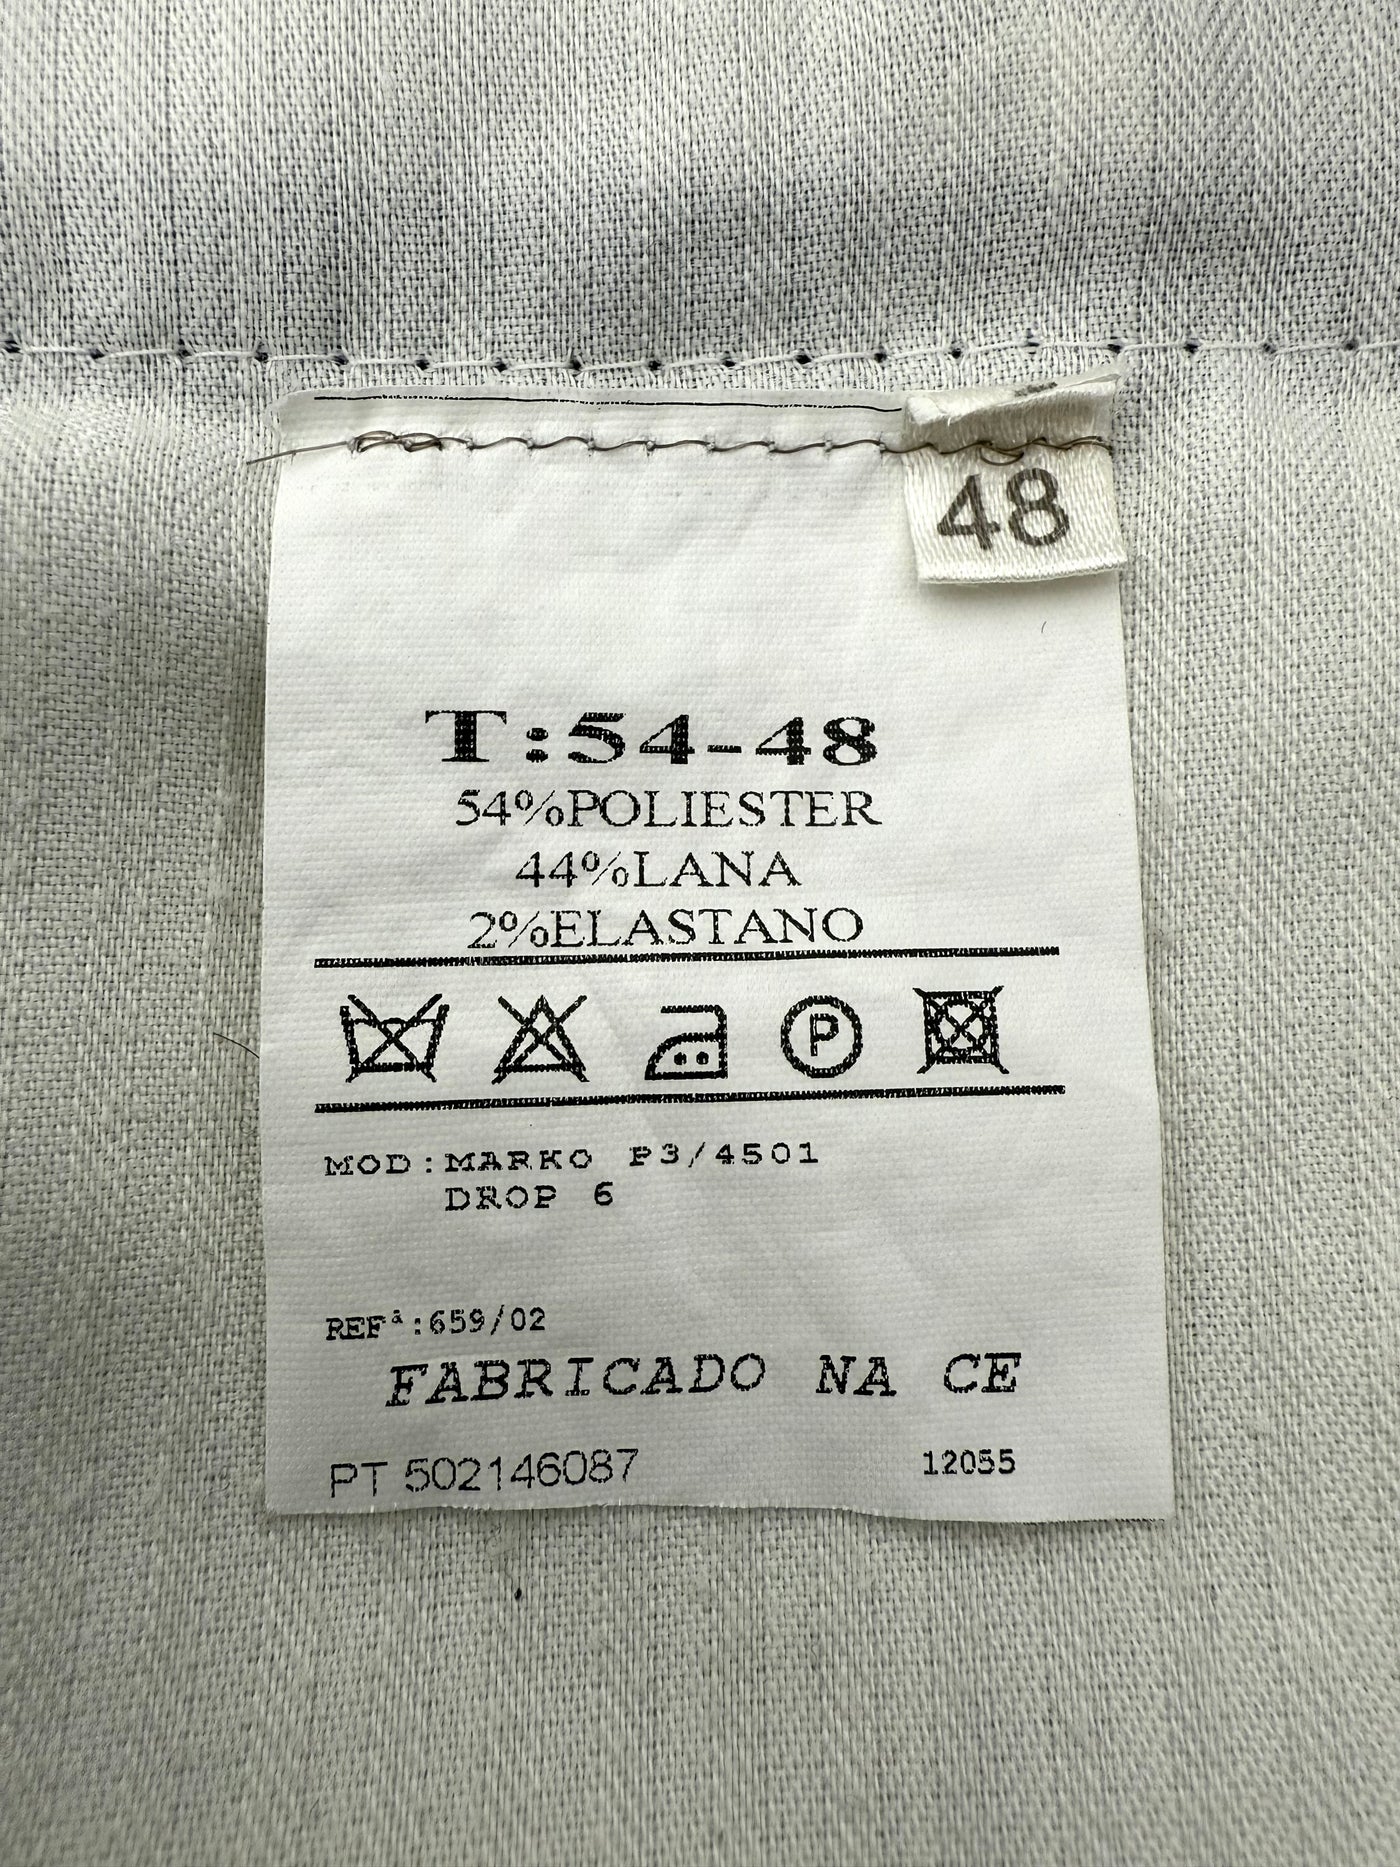 48
T:54-48
54%POLIESTER
44%LANA
2%ELASTANO
P
MOD:MARKO P3/4501
DROP 6
REFª:659/02
FABRICADO NA CE
PT 502146087
12055